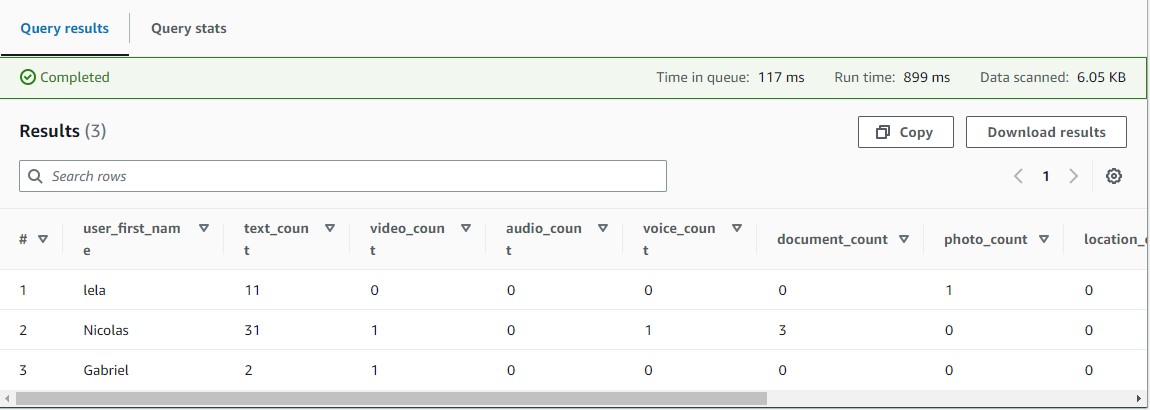 Query results Query stats
Completed Time in queue: 117 ms Run time: 899 ms Data scanned: 6.05 KB
Results (3) Copy Download results
Search rows 1
# user_first_name text_count video_count audio_count voice_count document_count photo_count location_
1 lela 11 0 0 0 0 1 0
2 Nicolas 31 1 0 1 3 0 0
3 Gabriel 2 1 0 0 0 0 0